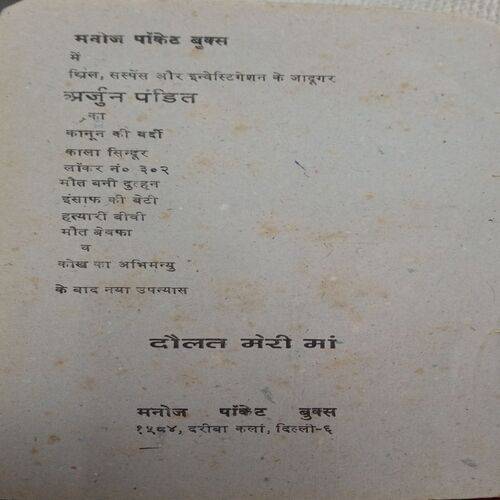 मनोज पॉकेट बुक्स
में
थ्रिल, सस्पेंस और इन्वेस्टिगेशन के जादूगर
अर्जुन पंडित
का
कानून की वर्दी
काला सिन्दूर
लॉकर नं० ३०२
मौत बनी दुल्हन
इंसाफ की बेटी
हत्यारी बीवी
मौत बेवफा
व
कोख का अभिमन्यु
के बाद नया उपन्यास
दौलत मेरी मां
मनोज पॉकेट बुक्स
१५८४, दरीबा कलां, दिल्ली-६